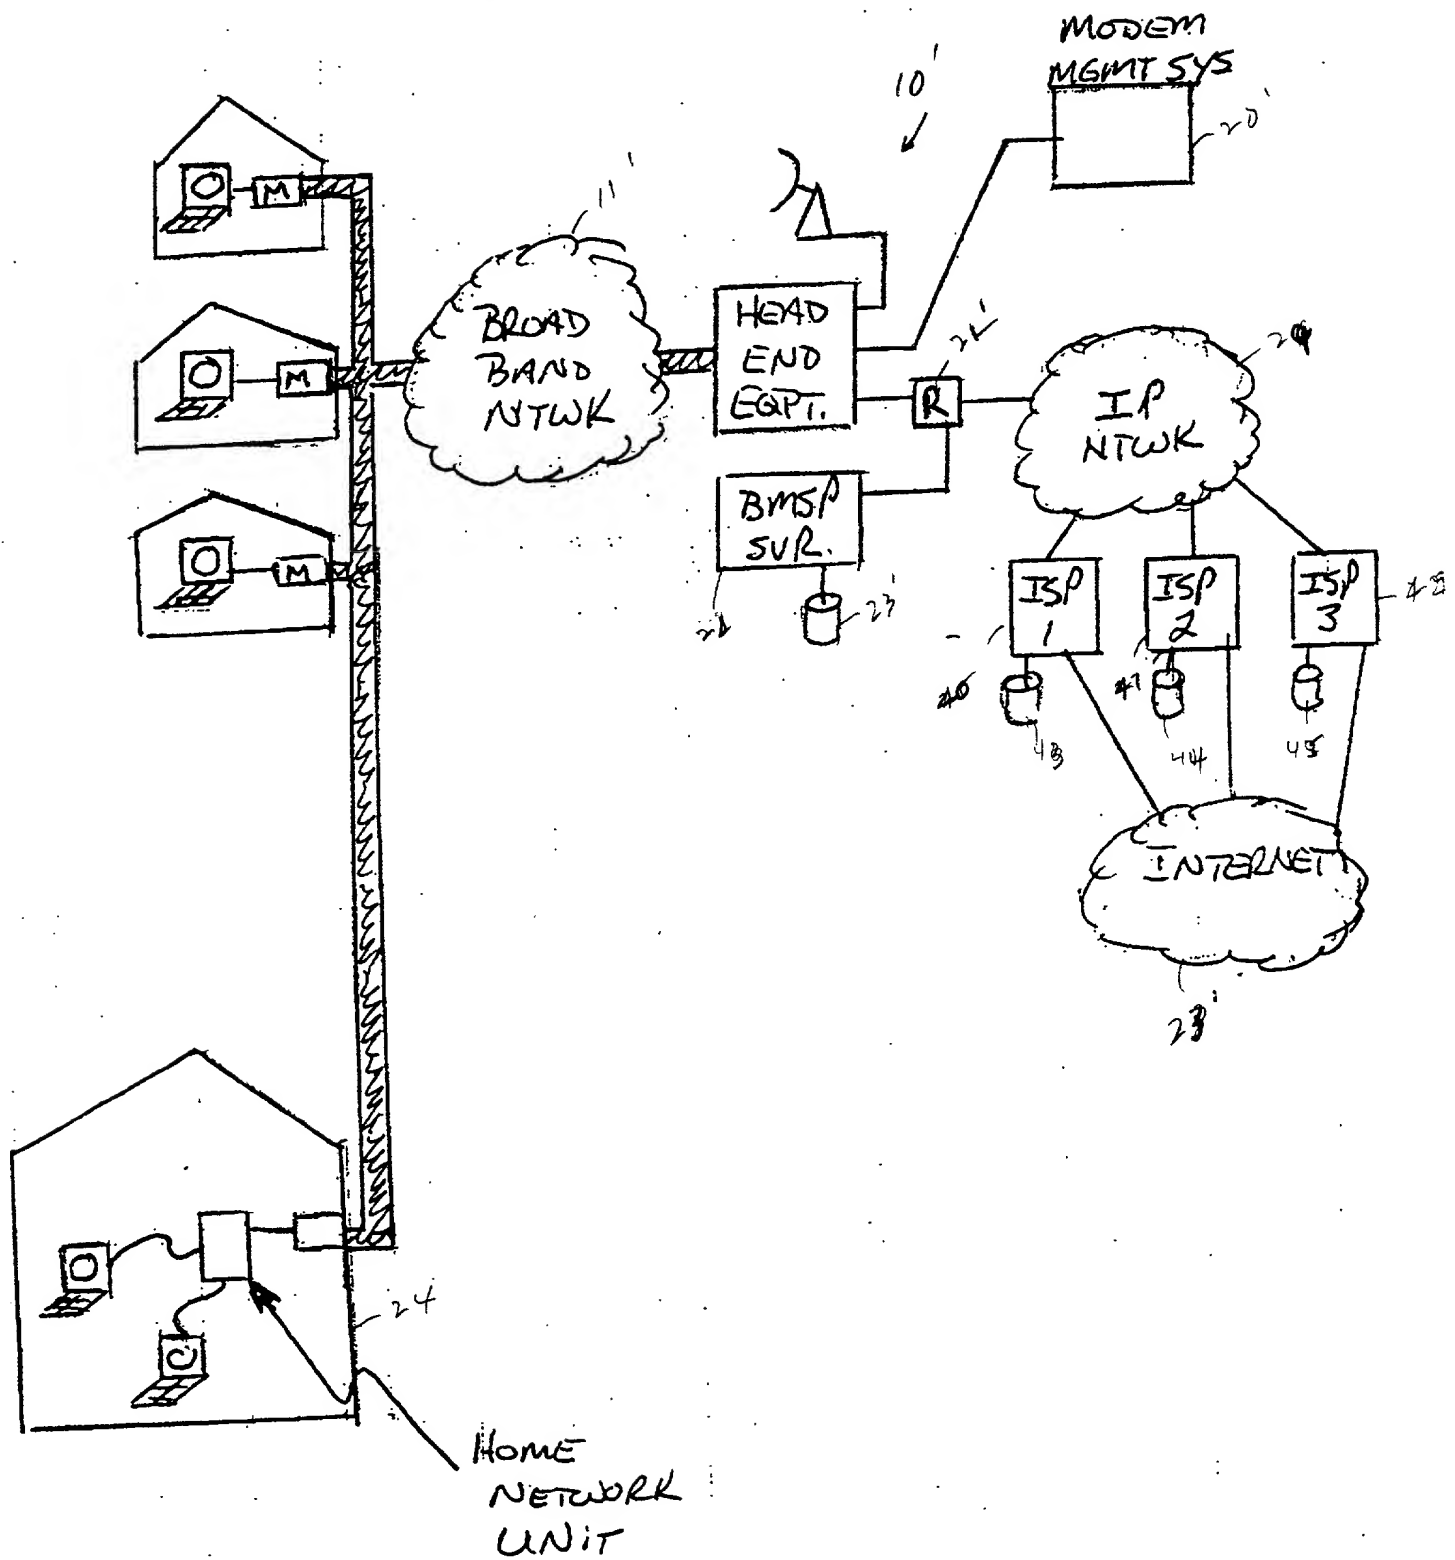 MODEM
MGMT SYS
10'
20'
11'
M
BROAD
BAND
NTWK
HEAD
END
EQPT.
R
IP
NTWK
M
BMSP
SVR.
23'
M
ISP
1
ISP
2
ISP
3
43
44
45
INTERNET
24
HOME
NETWORK
UNIT